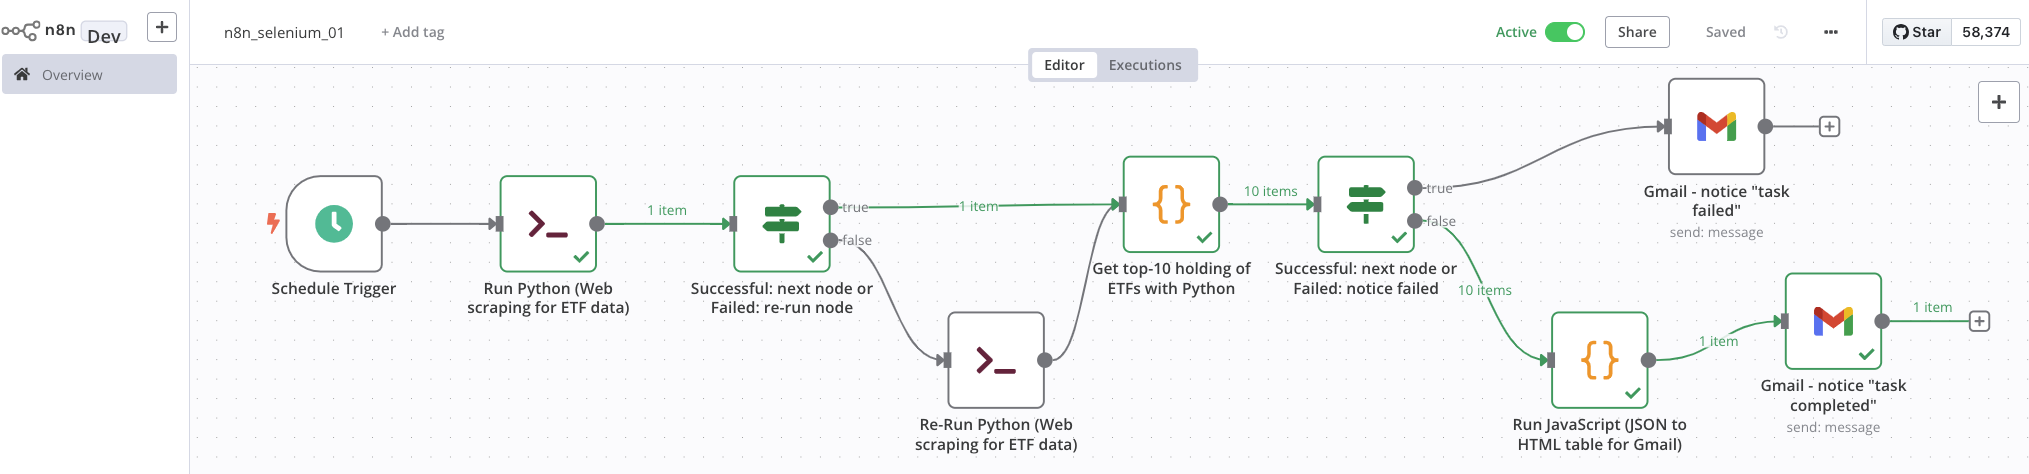 n8n Dev
n8n_selenium_01
+ Add tag
Active
Share
Saved
Star
58,374
Overview
Editor
Executions
Gmail - notice "task
failed"
send: message
Schedule Trigger
Run Python (Web
scraping for ETF data)
1 item
Successful: next node or
Failed: re-run node
true
false
1 item
Re-Run Python (Web
scraping for ETF data)
Get top-10 holding of
ETFs with Python
10 items
Successful: next node or
Failed: notice failed
true
false
10 items
Run JavaScript (JSON to
HTML table for Gmail)
1 item
Gmail - notice "task
completed"
send: message
1 item